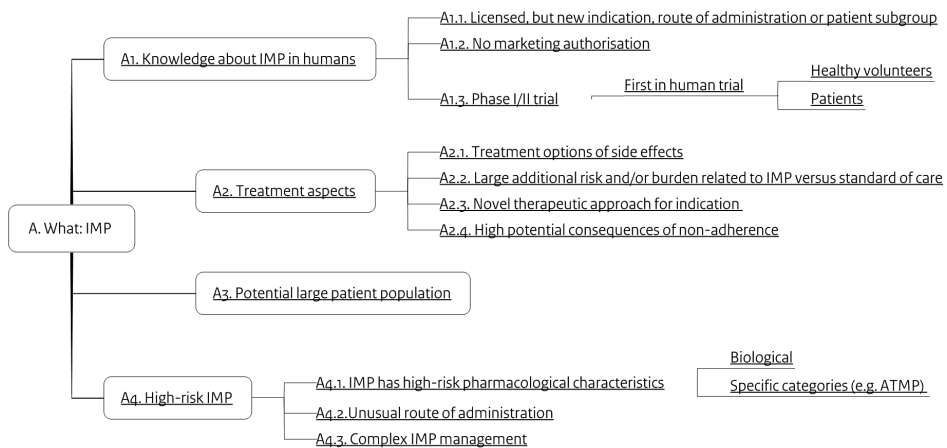 A. What: IMP
A1. Knowledge about IMP in humans
A1.1. Licensed, but new indication, route of administration or patient subgroup
A1.2. No marketing authorisation
A1.3. Phase I/II trial
First in human trial
Healthy volunteers
Patients
A2. Treatment aspects
A2.1. Treatment options of side effects
A2.2. Large additional risk and/or burden related to IMP versus standard of care
A2.3. Novel therapeutic approach for indication
A2.4. High potential consequences of non-adherence
A3. Potential large patient population
A4. High-risk IMP
A4.1. IMP has high-risk pharmacological characteristics
Biological
Specific categories (e.g. ATMP)
A4.2.Unusual route of administration
A4.3. Complex IMP management